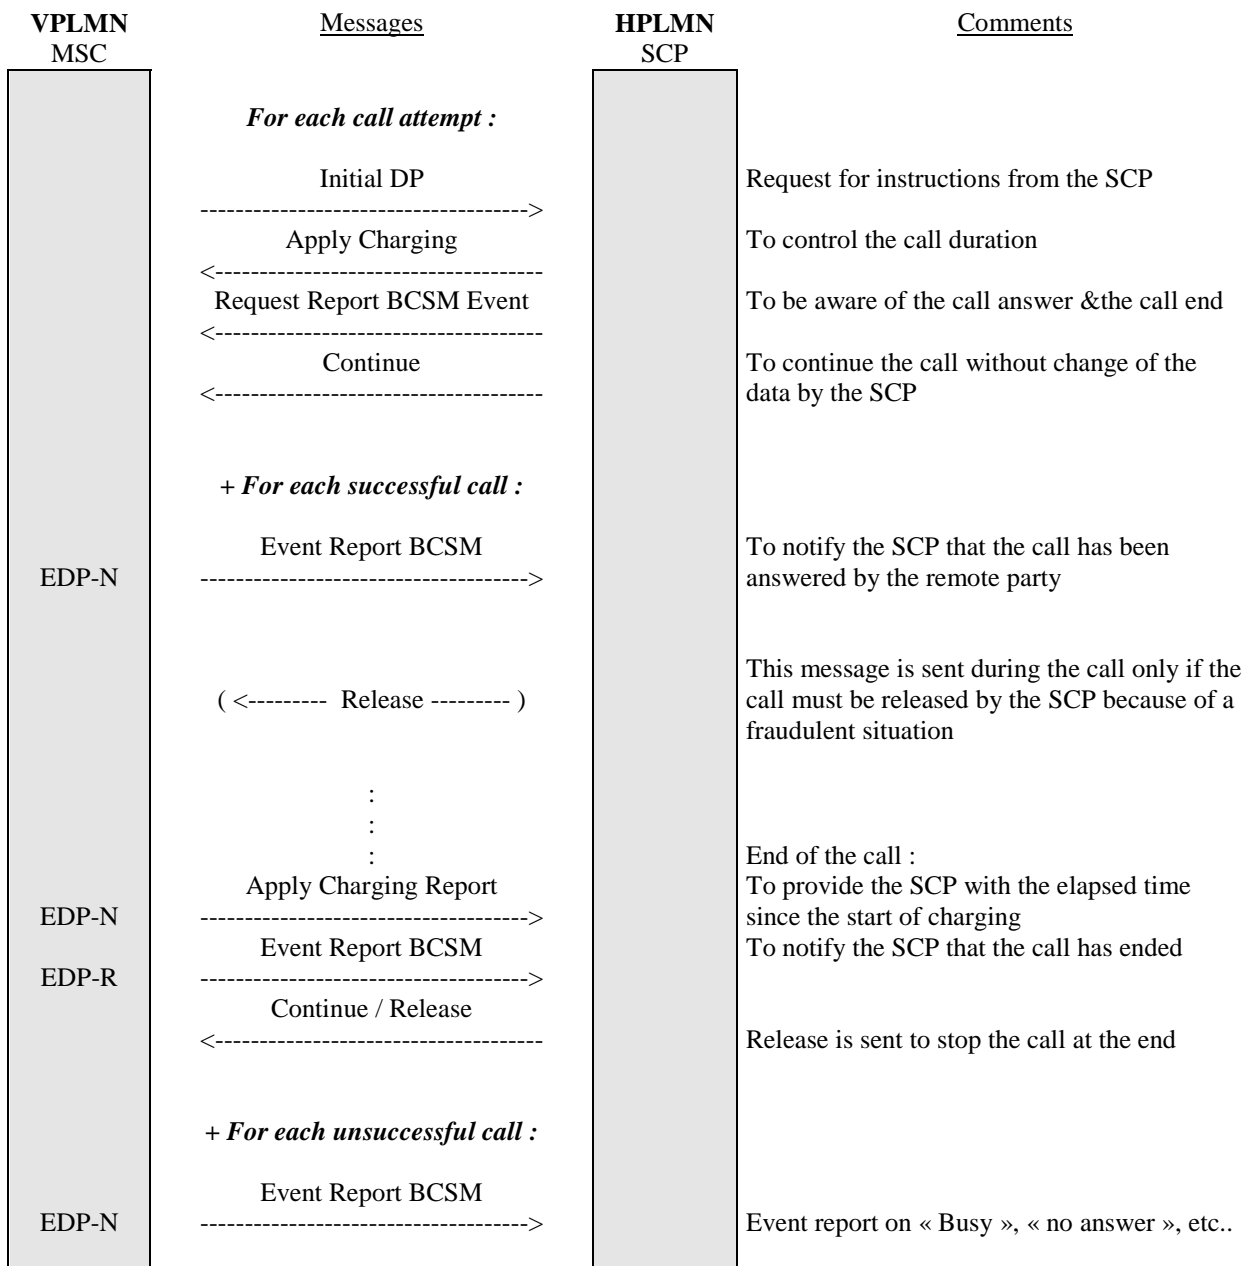 VPLMN Messages HPLMN Comments
MSC SCP
For each call attempt :
Initial DP Request for instructions from the SCP
------------------------------------->
Apply Charging To control the call duration
<-------------------------------------
Request Report BCSM Event To be aware of the call answer &the call end
<-------------------------------------
Continue To continue the call without change of the
<------------------------------------- data by the SCP
+ For each successful call :
Event Report BCSM To notify the SCP that the call has been
EDP-N -------------------------------------> answered by the remote party
This message is sent during the call only if the
( <--------- Release --------- ) call must be released by the SCP because of a
fraudulent situation
:
:
: End of the call :
Apply Charging Report To provide the SCP with the elapsed time
EDP-N -------------------------------------> since the start of charging
Event Report BCSM To notify the SCP that the call has ended
EDP-R ------------------------------------->
Continue / Release
<------------------------------------- Release is sent to stop the call at the end
+ For each unsuccessful call :
Event Report BCSM
EDP-N -------------------------------------> Event report on « Busy », « no answer », etc..